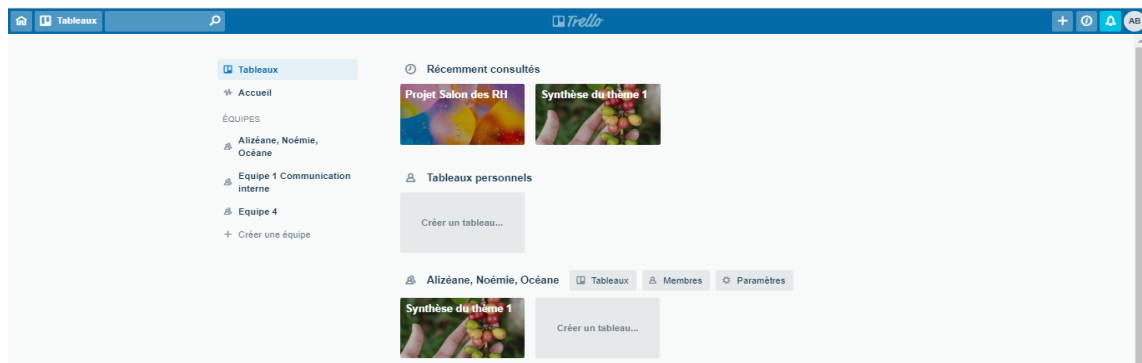 Tableaux
Trello
AB
Tableaux
Accueil
ÉQUIPES
Alizéane, Noémie,
Océane
Equipe 1 Communication
interne
Equipe 4
+ Créer une équipe
Récemment consultés
Projet Salon des RH
Synthèse du thème 1
Tableaux personnels
Créer un tableau...
Alizéane, Noémie, Océane
Tableaux
Membres
Paramètres
Synthèse du thème 1
Créer un tableau...